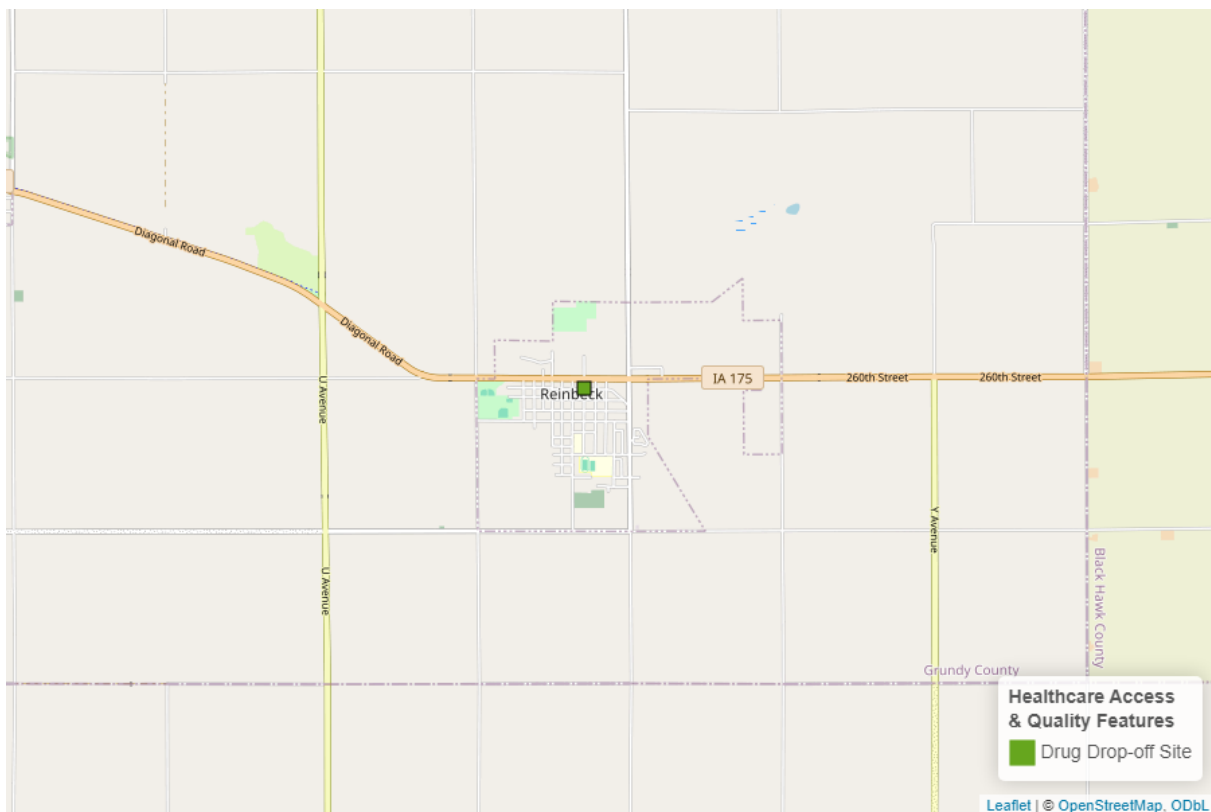 Diagonal Road
Diagonal Road
U Avenue
IA 175
260th Street
260th Street
Reinbeck
Y Avenue
U Avenue
Black Hawk County
Grundy County
Healthcare Access
& Quality Features
Drug Drop-off Site
Leaflet | © OpenStreetMap, ODbL